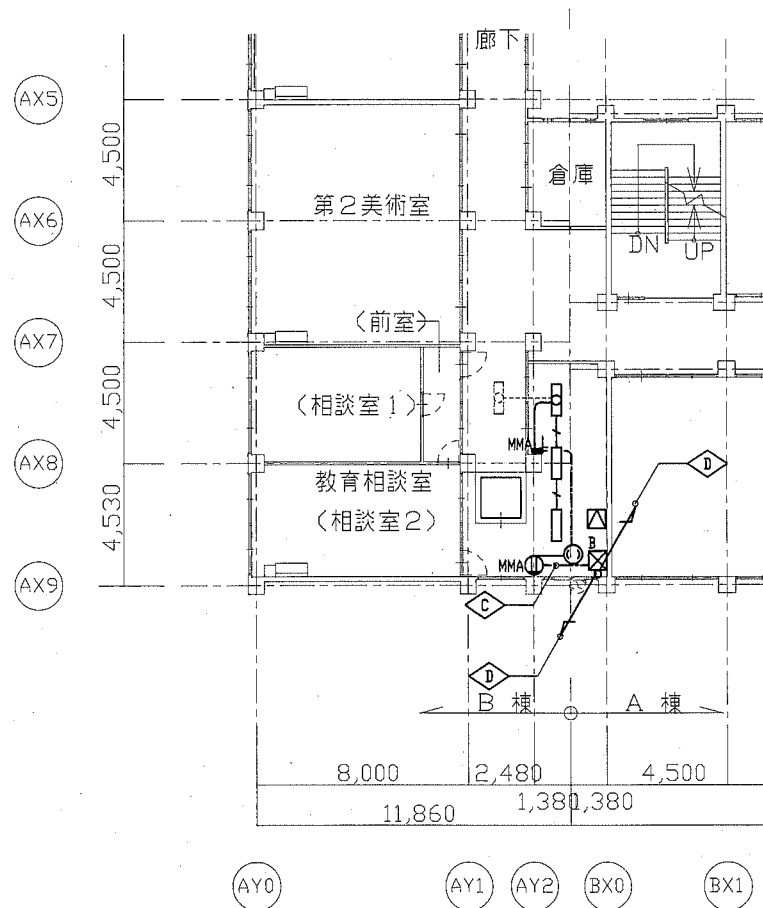 廊下
AX5
4,500
倉庫
第2美術室
AX6
DN
UP
4,500
(前室)
AX7
4,500
(相談室1)
MMA
AX8
D
教育相談室
(相談室2)
4,530
B
MMA
AX9
C
D
B 棟
A 棟
8,000
2,480
4,500
1,380
1,380
11,860
AY0
AY1
AY2
BX0
BX1